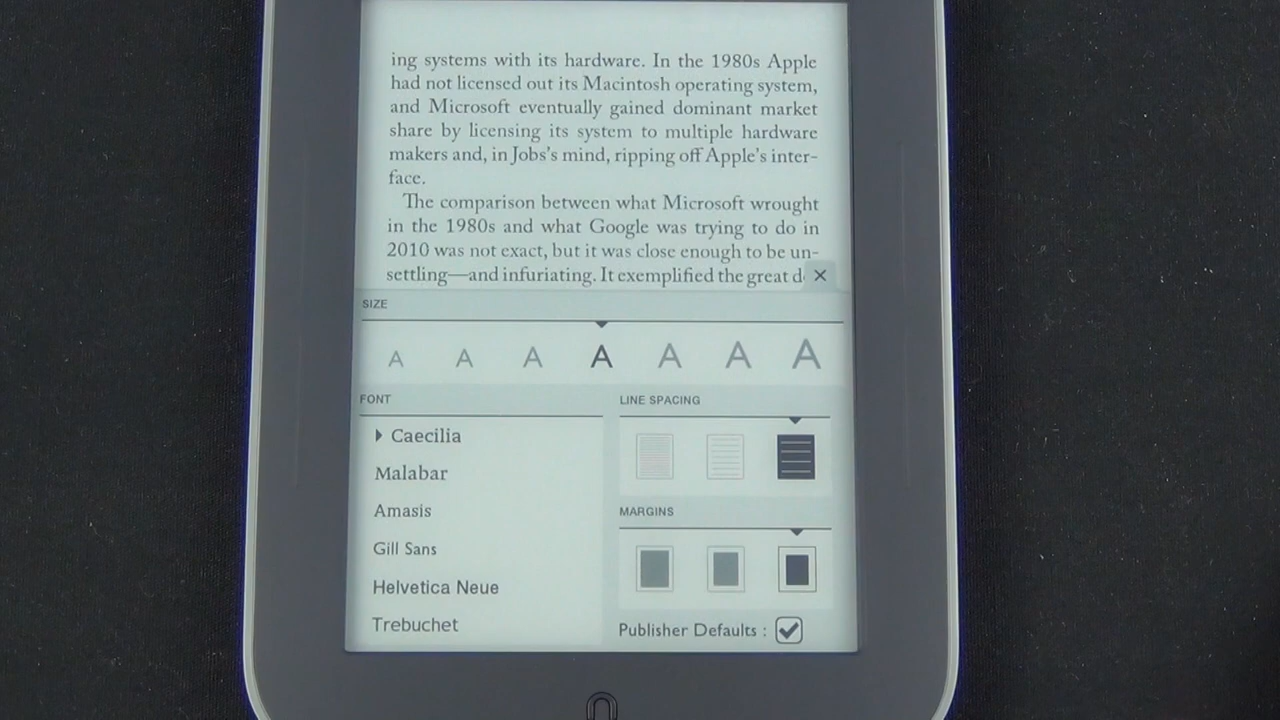 ing systems with its hardware. In the 1980s Apple
had not licensed out its Macintosh operating system,
and Microsoft eventually gained dominant market
share by licensing its system to multiple hardware
makers and, in Jobs's mind, ripping off Apple's inter-
face.
The comparison between what Microsoft wrought
in the 1980s and what Google was trying to do in
2010 was not exact, but it was close enough to be un-
settling—and infuriating. It exemplified the great d
SIZE
A A A A A A A
FONT
Caecilia
Malabar
Amasis
Gill Sans
Helvetica Neue
Trebuchet
LINE SPACING
MARGINS
Publisher Defaults :